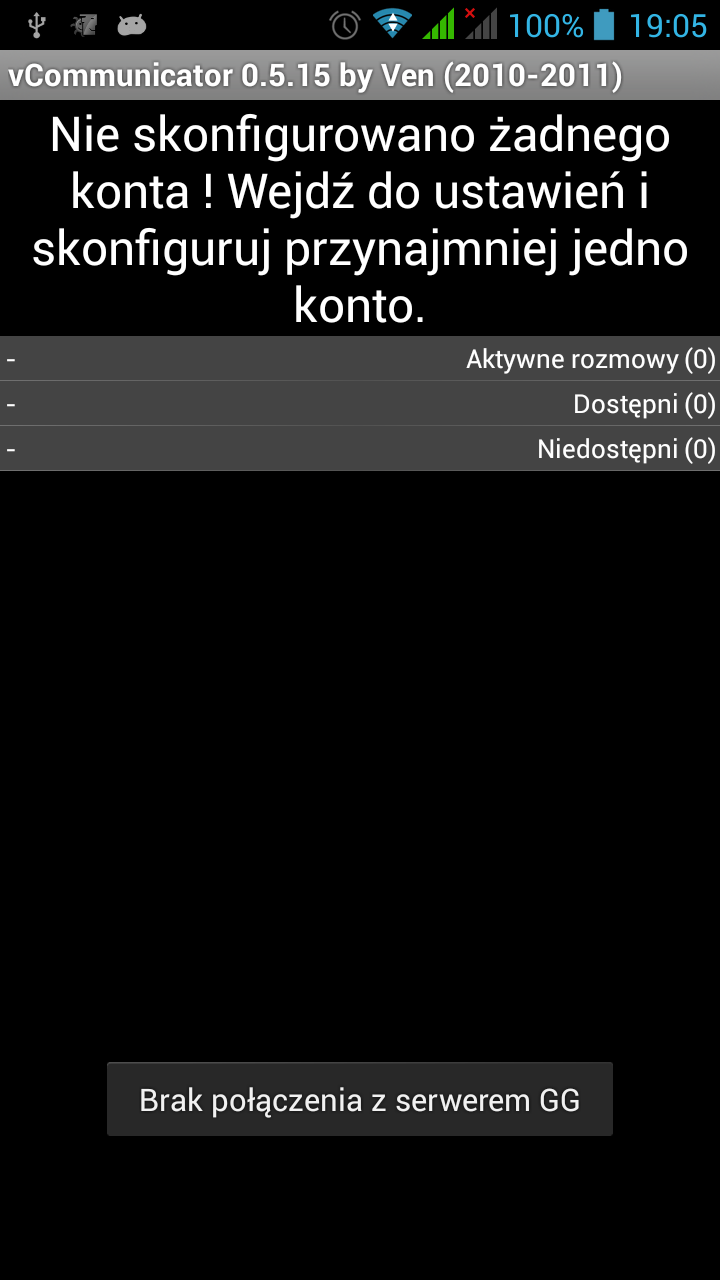 100% 19:05
vCommunicator 0.5.15 by Ven (2010-2011)
Nie skonfigurowano żadnego
konta ! Wejdź do ustawień i
skonfiguruj przynajmniej jedno
konto.
- Aktywne rozmowy (0)
- Dostępni (0)
- Niedostępni (0)
Brak połączenia z serwerem GG